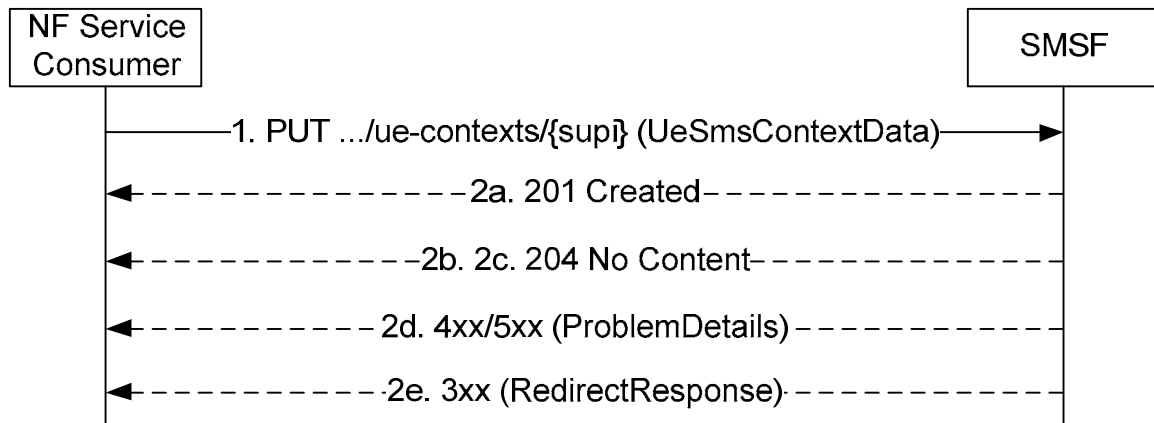 NF Service
Consumer
SMSF
1. PUT .../ue-contexts/{supi} (UeSmsContextData)
2a. 201 Created
2b. 2c. 204 No Content
2d. 4xx/5xx (ProblemDetails)
2e. 3xx (RedirectResponse)